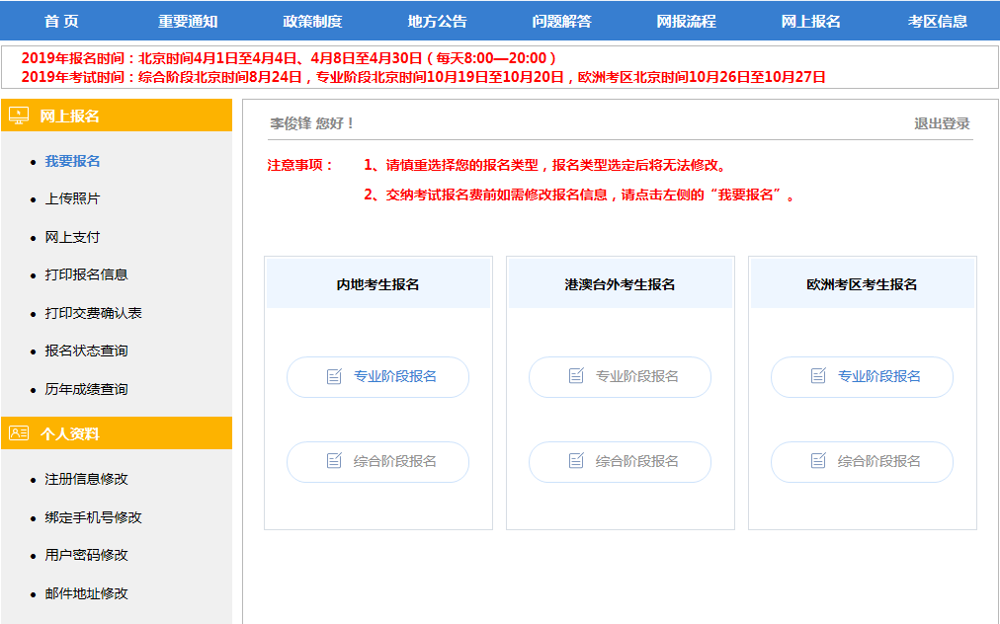 首 页 重要通知 政策制度 地方公告 问题解答 网报流程 网上报名 考区信息
2019年报名时间：北京时间4月1日至4月4日、4月8日至4月30日（每天8:00—20:00）
2019年考试时间：综合阶段北京时间8月24日，专业阶段北京时间10月19日至10月20日，欧洲考区北京时间10月26日至10月27日
网上报名
我要报名
上传照片
网上支付
打印报名信息
打印交费确认表
报名状态查询
历年成绩查询
个人资料
注册信息修改
绑定手机号修改
用户密码修改
邮件地址修改
李俊锋 您好！ 退出登录
注意事项： 1、请慎重选择您的报名类型，报名类型选定后将无法修改。
2、交纳考试报名费前如需修改报名信息，请点击左侧的“我要报名”。
内地考生报名 港澳台外考生报名 欧洲考区考生报名
专业阶段报名 专业阶段报名 专业阶段报名
综合阶段报名 综合阶段报名 综合阶段报名